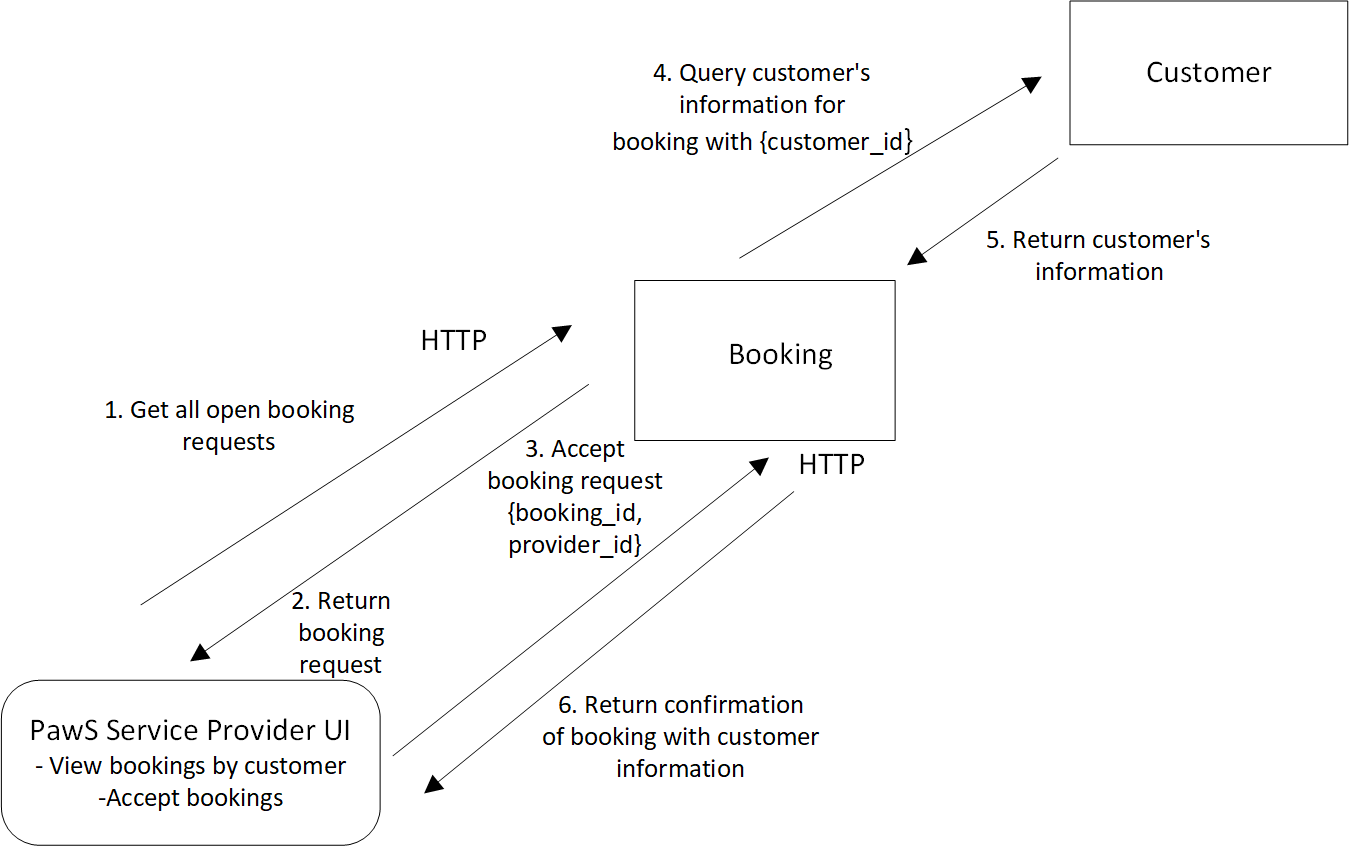 4. Query customer's
information for
booking with {customer_id}
Customer
5. Return customer's
information
HTTP
Booking
1. Get all open booking
requests
3. Accept
booking request
{booking_id,
provider_id}
HTTP
2. Return
booking
request
PawS Service Provider UI
- View bookings by customer
-Accept bookings
6. Return confirmation
of booking with customer
information